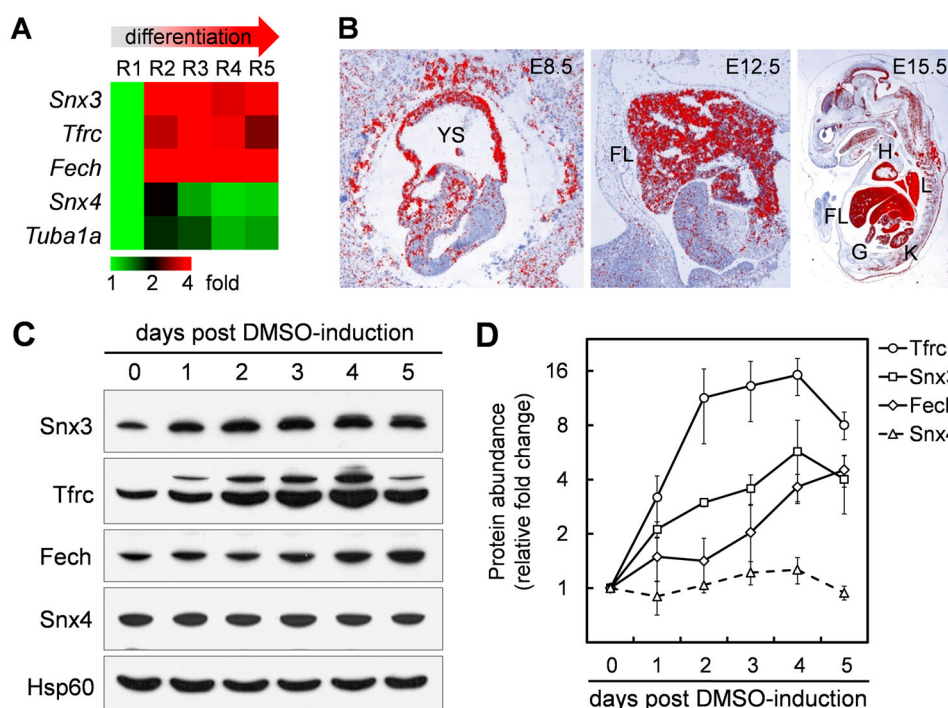 A
differentiation
R1 R2 R3 R4 R5
Snx3
Tfrc
Fech
Snx4
Tuba1a
1 2 4 fold
B
E8.5
YS
E12.5
FL
E15.5
H
L
FL
G
K
C
days post DMSO-induction
0 1 2 3 4 5
Snx3
Tfrc
Fech
Snx4
Hsp60
D
Protein abundance
(relative fold change)
16
8
4
2
1
0 1 2 3 4 5
days post DMSO-induction
Tfrc
Snx3
Fech
Snx4